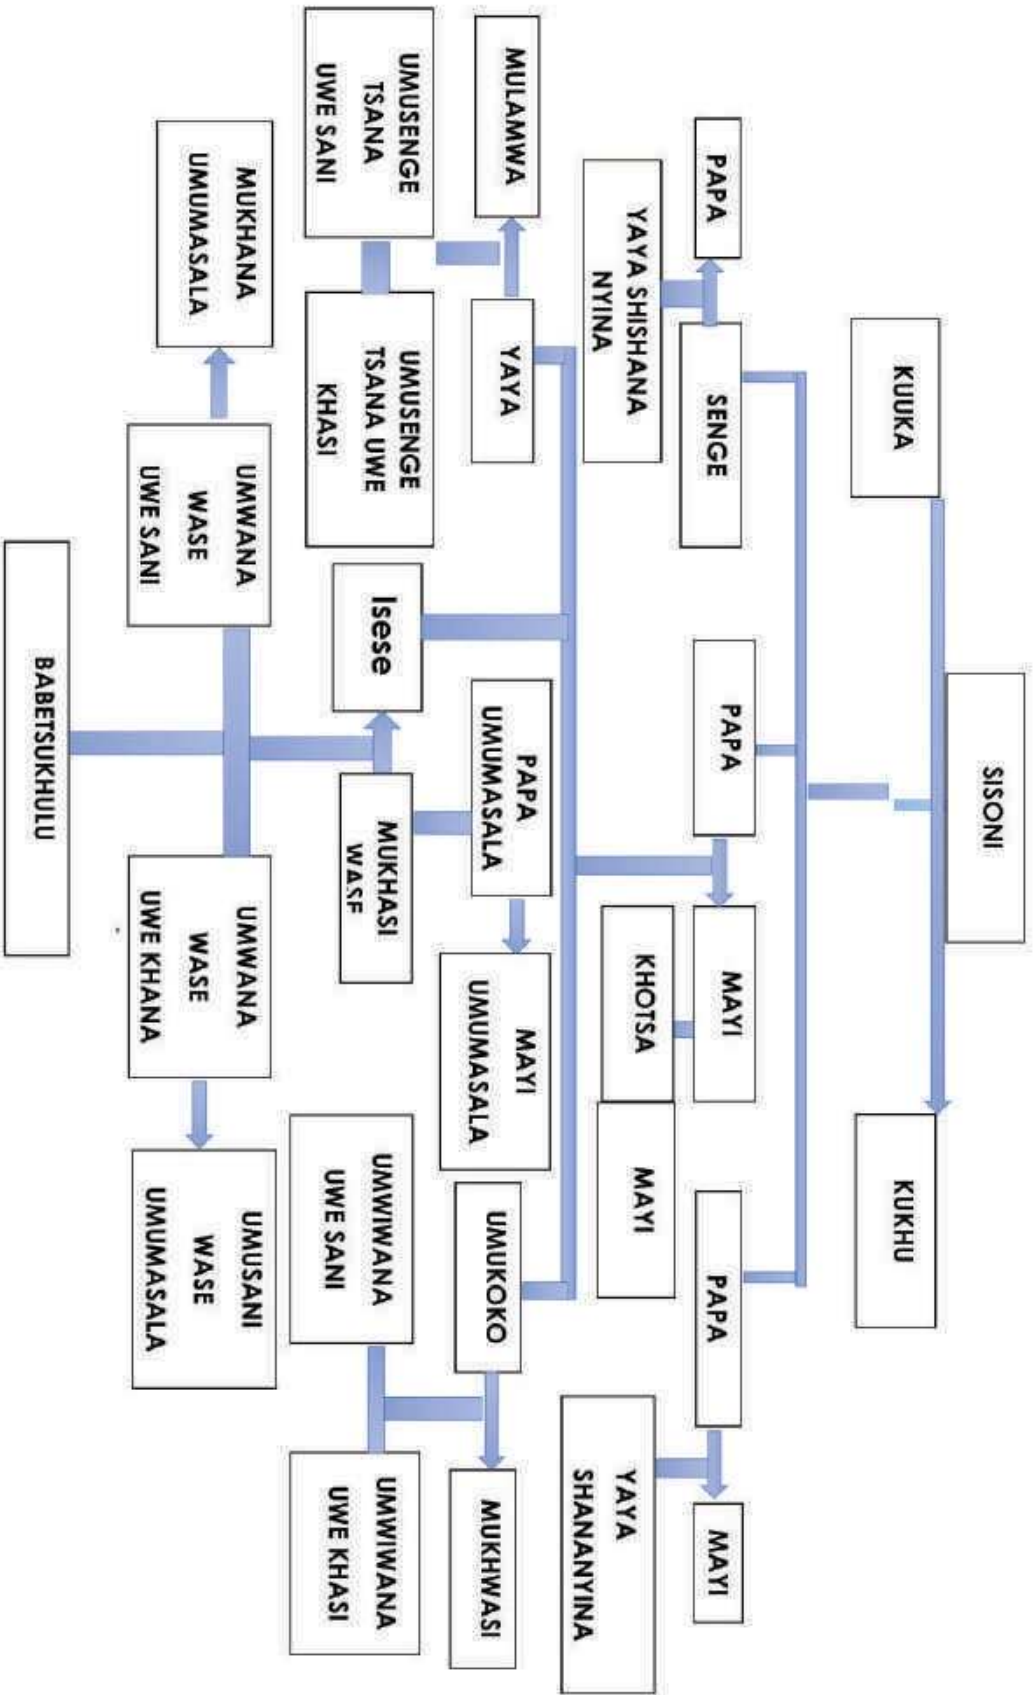 SISONI
KUUKA
KUKHU
PAPA
SENGE
PAPA
MAYI
PAPA
MAYI
YAYA SHISHANA
NYINA
KHOTSA
MAYI
YAYA
SHANANYINA
MULAMWA
YAYA
PAPA
UMUMASALA
MAYI
UMUMASALA
UMUKOKO
MUKHWASI
UMUSENGE
TSANA
UWE SANI
UMUSENGE
TSANA UWE
KHASI
Isese
MUKHASI
WASE
UMWIWANA
UWE SANI
UMWIWANA
UWE KHASI
MUKHANA
UMUMASALA
UMWANA
WASE
UWE SANI
UMWANA
WASE
UWE KHANA
UMUSANI
WASE
UMUMASALA
BABETSUKHULU